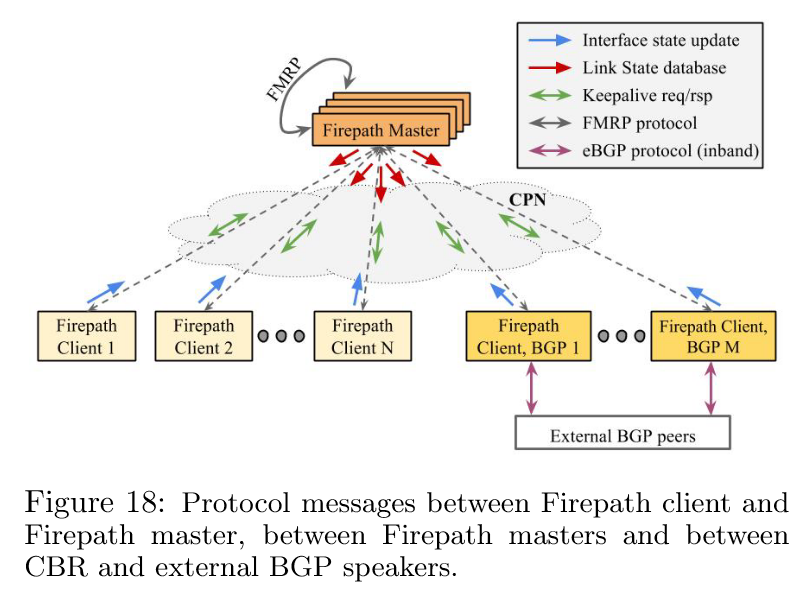 Interface state update
Link State database
Keepalive req/rsp
FMRP protocol
eBGP protocol (inband)
FMRP
Firepath Master
CPN
Firepath
Client 1
Firepath
Client 2
Firepath
Client N
Firepath
Client, BGP 1
Firepath Client,
BGP M
External BGP peers
Figure 18: Protocol messages between Firepath client and
Firepath master, between Firepath masters and between
CBR and external BGP speakers.